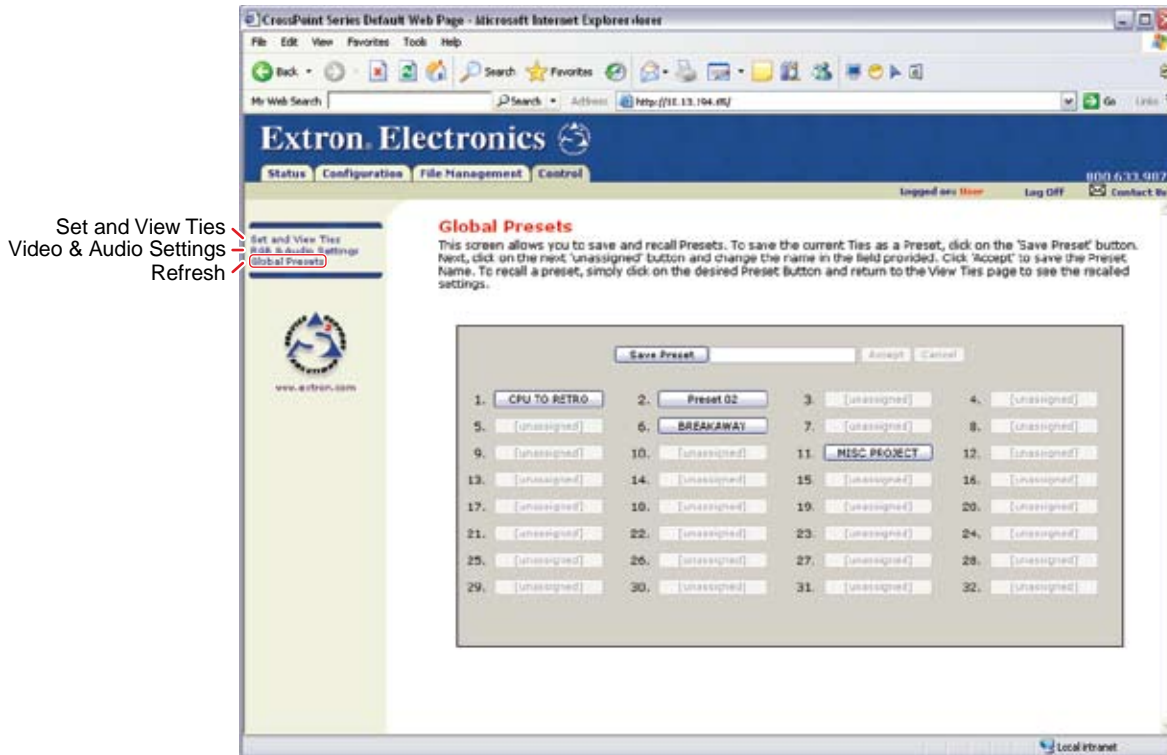 CrossPoint Series Default Web Page - Microsoft Internet Explorer
File Edit View Favorites Tools Help
Back Search Favorites
My Web Search Search Address Go Links
Extron Electronics
Status Configuration File Management Control
800.633.987
Logged on: User Log Off Contact Us
Set and View Ties
Video & Audio Settings
Refresh
Set and View Ties
RGB & Audio Settings
Global Presets
www.extron.com
Global Presets
This screen allows you to save and recall Presets. To save the current Ties as a Preset, click on the 'Save Preset' button.
Next, click on the next 'unassigned' button and change the name in the field provided. Click 'Accept' to save the Preset
Name. To recall a preset, simply click on the desired Preset Button and return to the View Ties page to see the recalled
settings.
Save Preset Accept Cancel
1. CPU TO RETRO 2. Preset 02 3. [unassigned] 4. [unassigned]
5. [unassigned] 6. BREAKAWAY 7. [unassigned] 8. [unassigned]
9. [unassigned] 10. [unassigned] 11. MISC PROJECT 12. [unassigned]
13. [unassigned] 14. [unassigned] 15. [unassigned] 16. [unassigned]
17. [unassigned] 18. [unassigned] 19. [unassigned] 20. [unassigned]
21. [unassigned] 22. [unassigned] 23. [unassigned] 24. [unassigned]
25. [unassigned] 26. [unassigned] 27. [unassigned] 28. [unassigned]
29. [unassigned] 30. [unassigned] 31. [unassigned] 32. [unassigned]
Local intranet